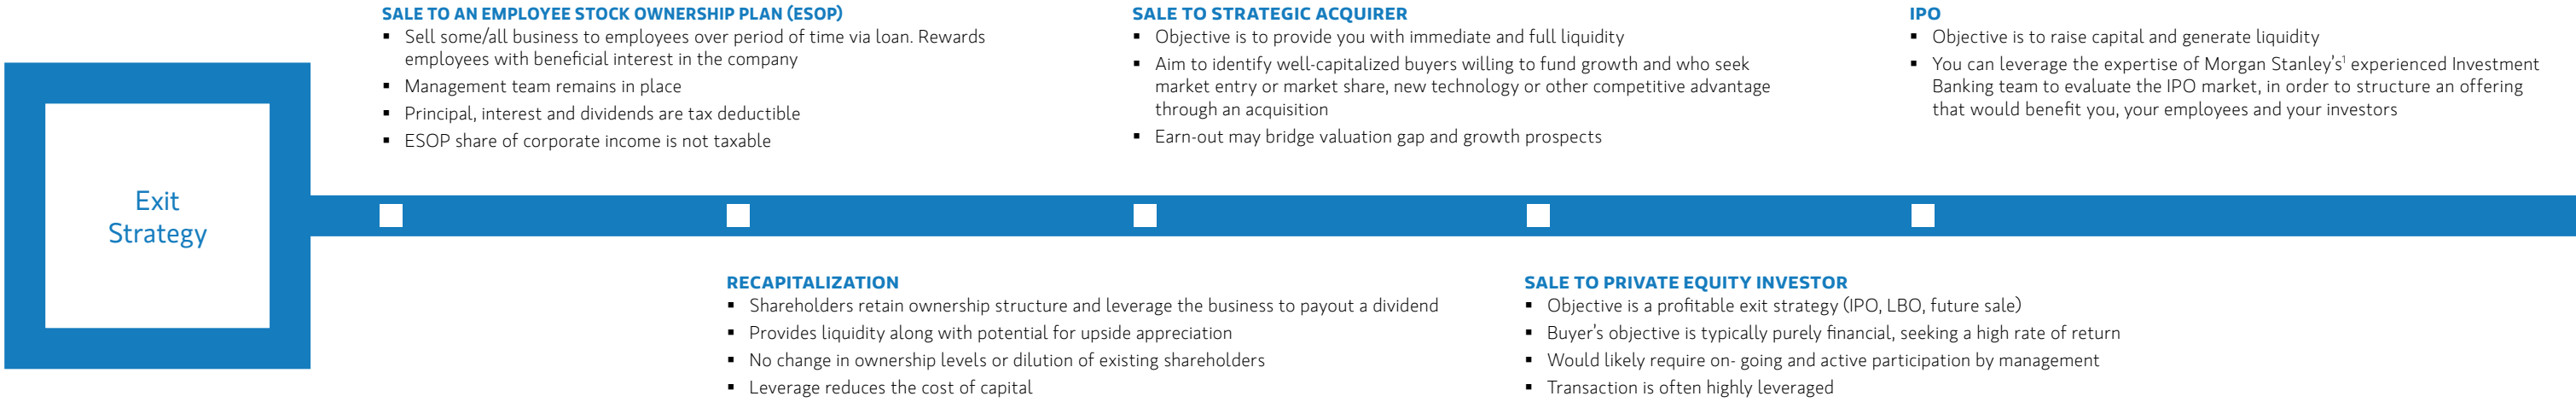 Exit
Strategy
SALE TO AN EMPLOYEE STOCK OWNERSHIP PLAN (ESOP)
▪ Sell some/all business to employees over period of time via loan. Rewards
employees with beneficial interest in the company
▪ Management team remains in place
▪ Principal, interest and dividends are tax deductible
▪ ESOP share of corporate income is not taxable
RECAPITALIZATION
▪ Shareholders retain ownership structure and leverage the business to payout a dividend
▪ Provides liquidity along with potential for upside appreciation
▪ No change in ownership levels or dilution of existing shareholders
▪ Leverage reduces the cost of capital
SALE TO STRATEGIC ACQUIRER
▪ Objective is to provide you with immediate and full liquidity
▪ Aim to identify well-capitalized buyers willing to fund growth and who seek
market entry or market share, new technology or other competitive advantage
through an acquisition
▪ Earn-out may bridge valuation gap and growth prospects
SALE TO PRIVATE EQUITY INVESTOR
▪ Objective is a profitable exit strategy (IPO, LBO, future sale)
▪ Buyer's objective is typically purely financial, seeking a high rate of return
▪ Would likely require on- going and active participation by management
▪ Transaction is often highly leveraged
IPO
▪ Objective is to raise capital and generate liquidity
▪ You can leverage the expertise of Morgan Stanley's¹ experienced Investment
Banking team to evaluate the IPO market, in order to structure an offering
that would benefit you, your employees and your investors